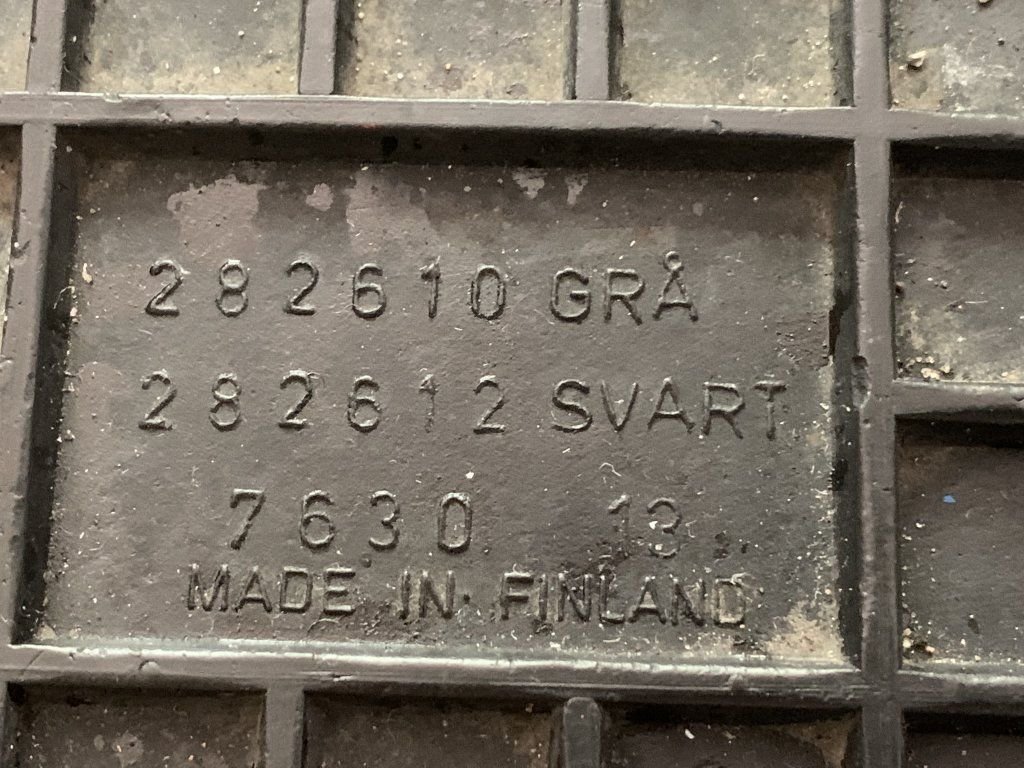 282610 GRÅ
282612 SVART
7630 13
MADE IN FINLAND